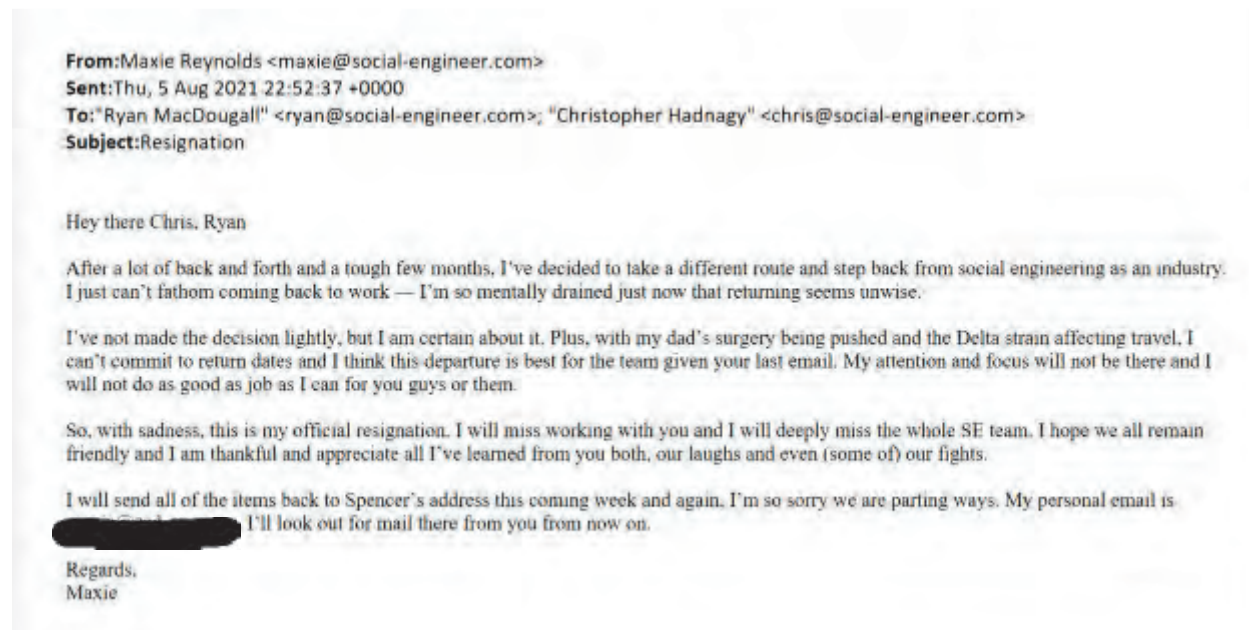 From:Maxie Reynolds <maxie@social-engineer.com>
Sent:Thu, 5 Aug 2021 22:52:37 +0000
To:"Ryan MacDougall" <ryan@social-engineer.com>; "Christopher Hadnagy" <chris@social-engineer.com>
Subject:Resignation
Hey there Chris, Ryan
After a lot of back and forth and a tough few months, I've decided to take a different route and step back from social engineering as an industry.
I just can't fathom coming back to work — I'm so mentally drained just now that returning seems unwise.
I've not made the decision lightly, but I am certain about it. Plus, with my dad's surgery being pushed and the Delta strain affecting travel, I
can't commit to return dates and I think this departure is best for the team given your last email. My attention and focus will not be there and I
will not do as good as job as I can for you guys or them.
So, with sadness, this is my official resignation. I will miss working with you and I will deeply miss the whole SE team. I hope we all remain
friendly and I am thankful and appreciate all I've learned from you both, our laughs and even (some of) our fights.
I will send all of the items back to Spencer's address this coming week and again, I'm so sorry we are parting ways. My personal email is
I'll look out for mail there from you from now on.
Regards,
Maxie